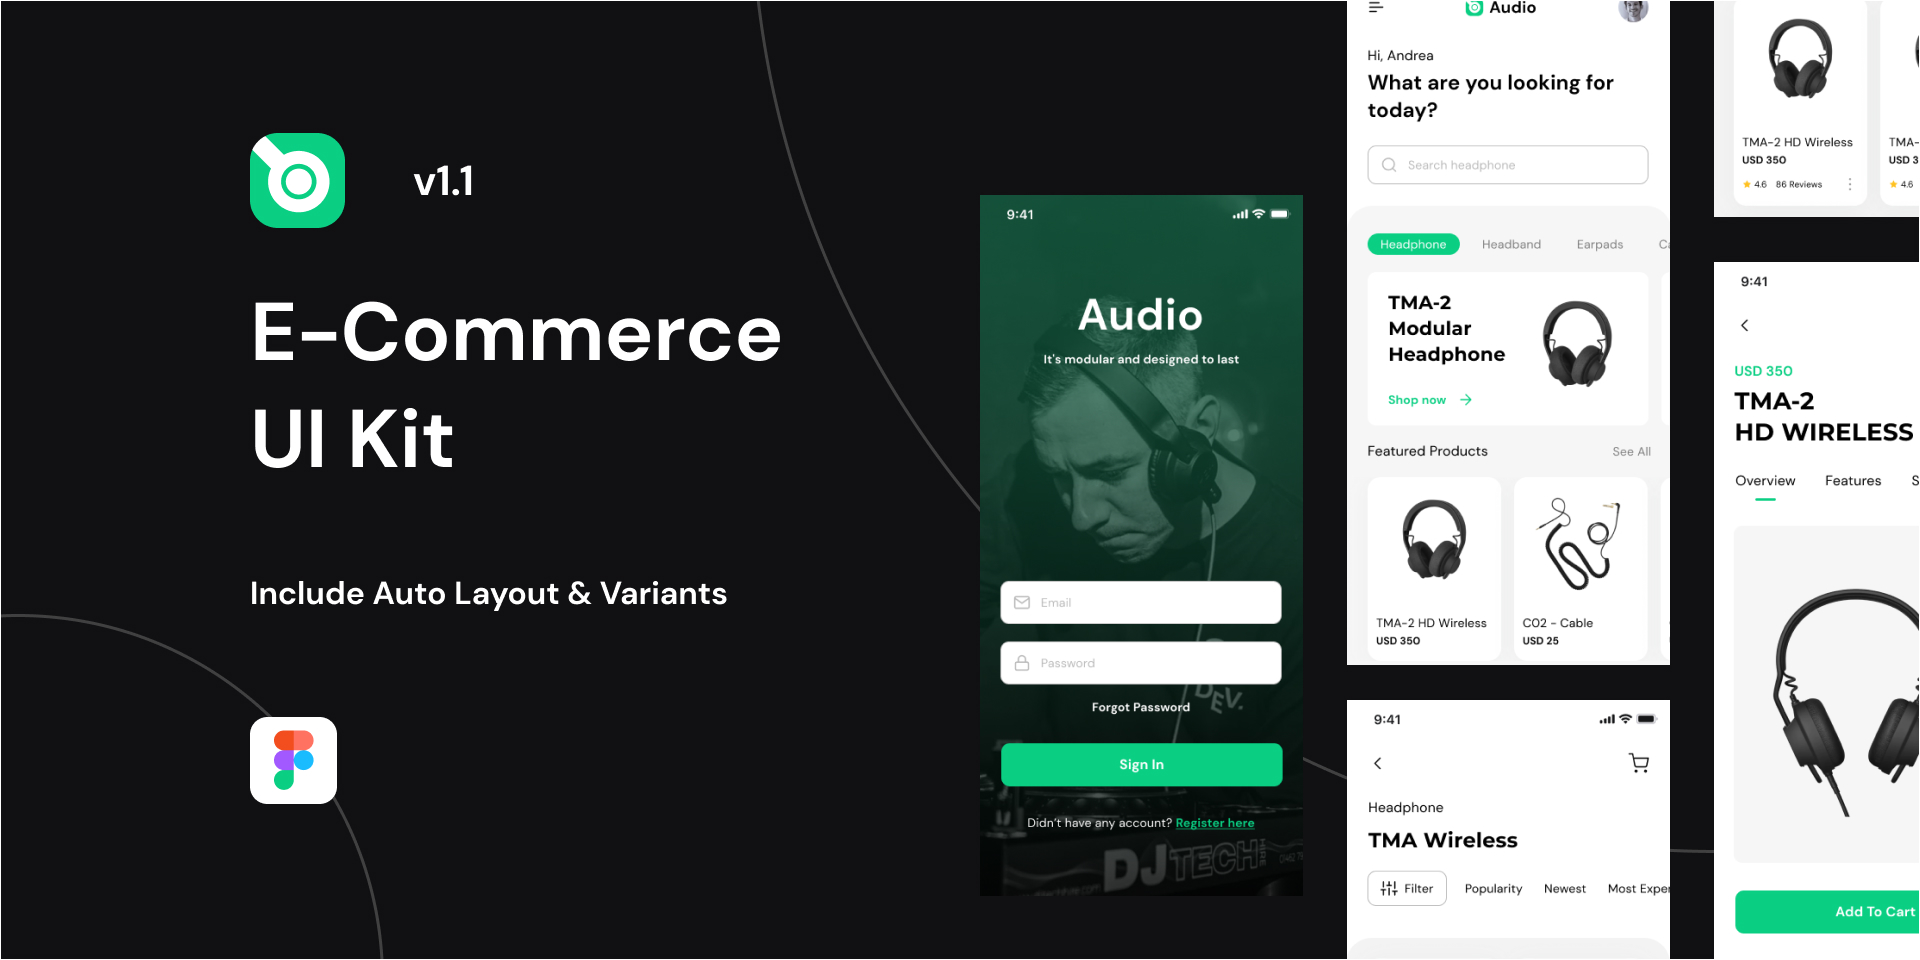 v1.1
E-Commerce
UI Kit
Include Auto Layout & Variants
9:41
Audio
It's modular and designed to last
Email
Password
DEV.
Forgot Password
Sign In
Didn't have any account? Register here
DJTECH
HIRE
Audio
Hi, Andrea
What are you looking for
today?
Search headphone
Headphone Headband Earpads
TMA-2
Modular
Headphone
Shop now
Featured Products See All
TMA-2 HD Wireless
USD 350
CO2 - Cable
USD 25
9:41
Headphone
TMA Wireless
Filter Popularity Newest Most Exper
TMA-2 HD Wireless
USD 350
4.6 86 Reviews
TMA-
USD 3
4.6
9:41
USD 350
TMA-2
HD WIRELESS
Overview Features S
Add To Cart